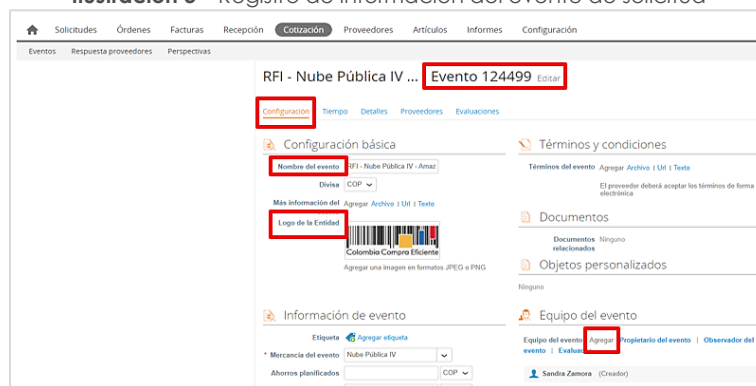 Ilustración 3 - Registro de información del evento de solicitud
Solicitudes Órdenes Facturas Recepción Cotización Proveedores Artículos Informes Configuración
Eventos Respuesta proveedores Perspectivas
RFI - Nube Pública IV ... Evento 124499 Editar
Configuración Tiempo Detalles Proveedores Evaluaciones
Configuración básica
Nombre del evento RFI - Nube Pública IV - Amaz
Divisa COP
Más información del Agregar Archivo | Url | Texto
Logo de la Entidad
Colombia Compra Eficiente
Agregar una imagen en formatos JPEG o PNG
Información de evento
Etiqueta Agregar etiqueta
* Mercancía del evento Nube Pública IV
Ahorros planificados COP
Términos y condiciones
Términos del evento Agregar Archivo | Url | Texto
El proveedor deberá aceptar los términos de forma
electrónica
Documentos
Documentos Ninguno
relacionados
Objetos personalizados
Ninguno
Equipo del evento
Equipo del evento Agregar Propietario del evento | Observador del
evento | Evaluac
Sandra Zamora (Creador)